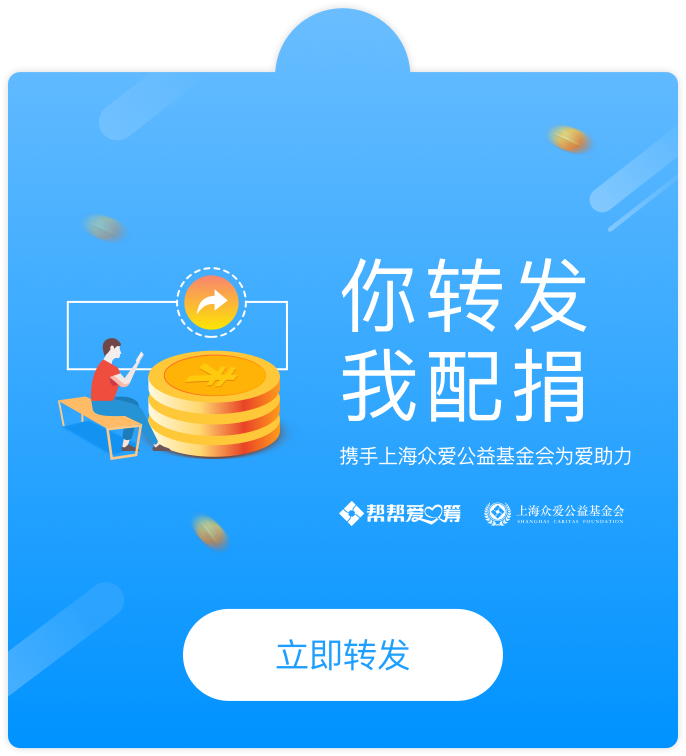 你转发
我配捐
携手上海众爱公益基金会为爱助力
帮帮爱心筹 上海众爱公益基金会
SHANGHAI CARITAS FOUNDATION
立即转发